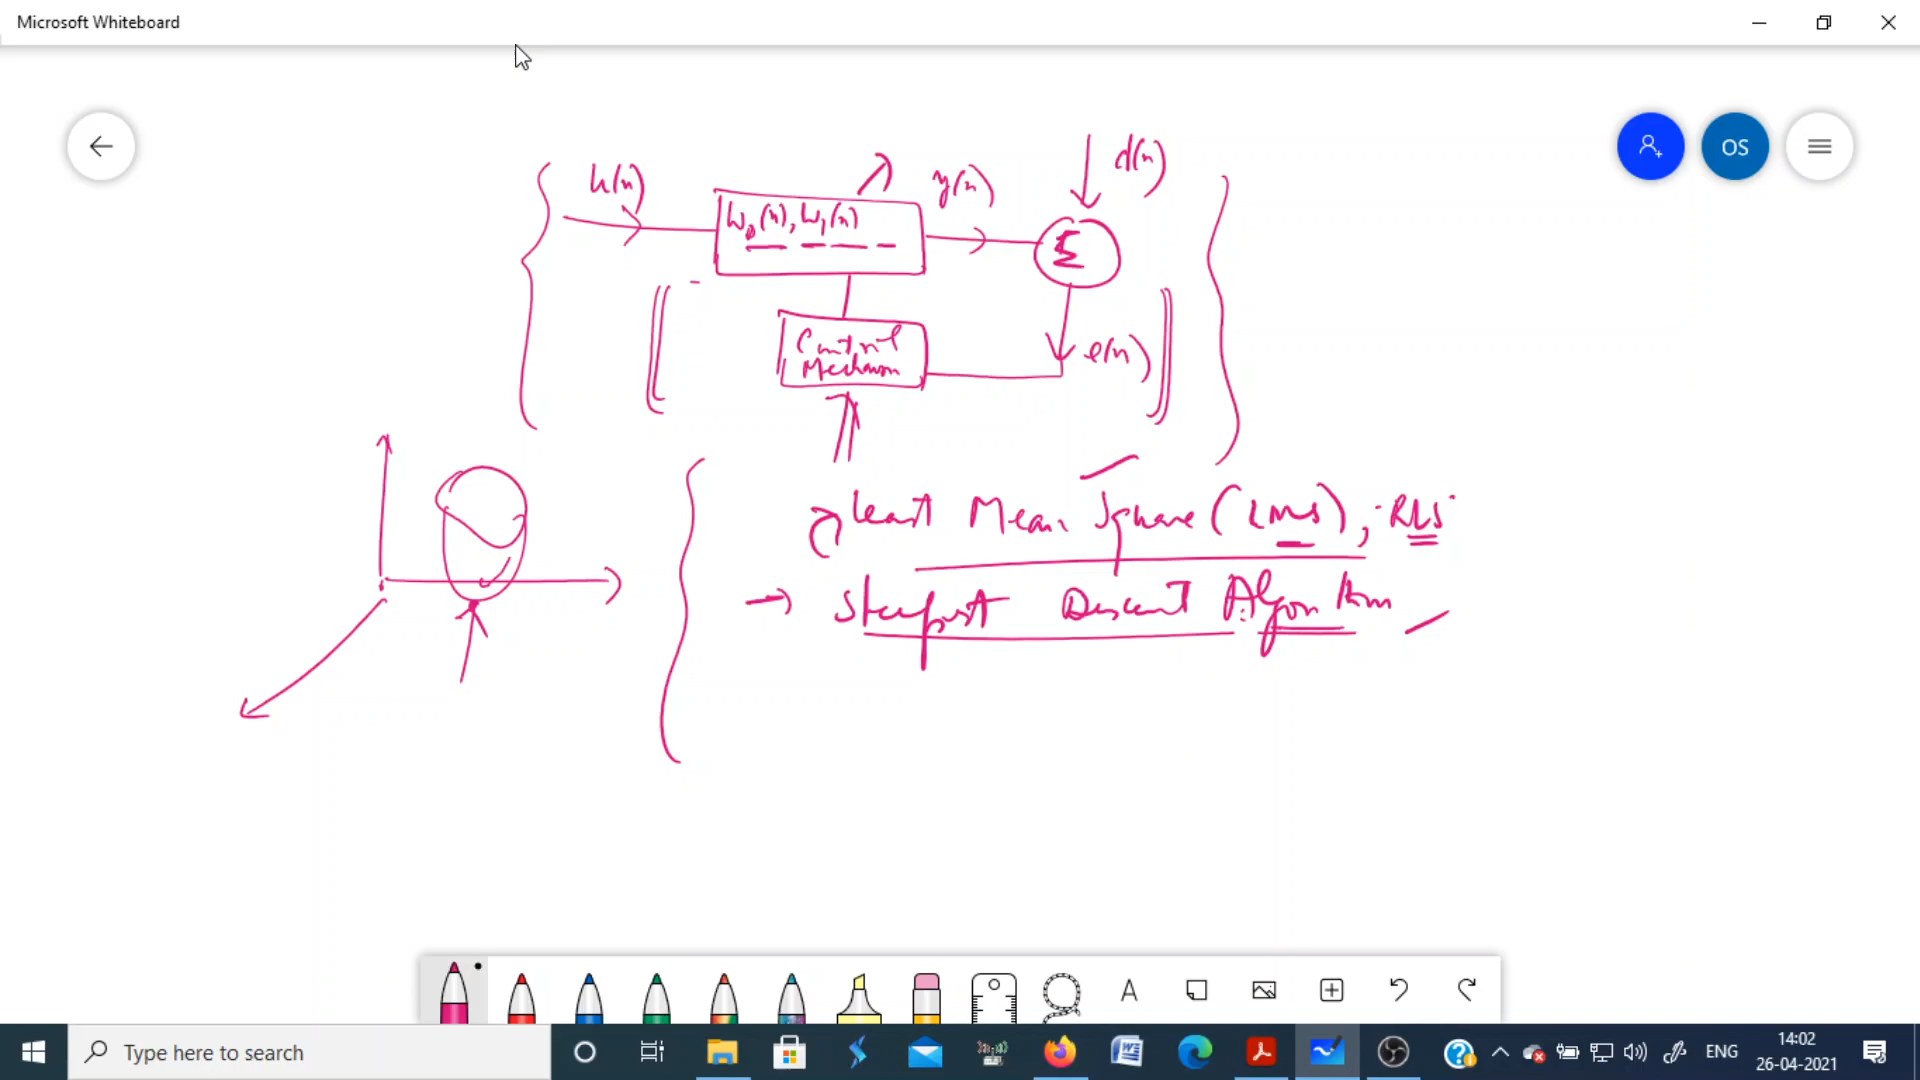 Microsoft Whiteboard
OS
d(n)
u(n)
y(n)
w₀(n), w₁(n)
Σ
Control
Mechanism
e(n)
Least Mean Square (LMS), RLS
→ Steepest Descent Algorithm
A
Type here to search
ENG
14:02
26-04-2021